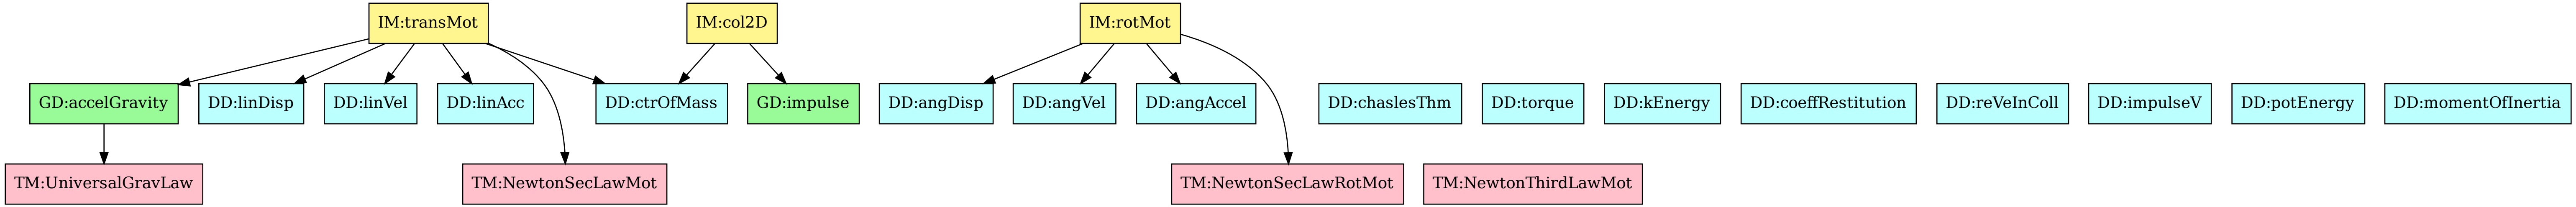 IM:transMot
IM:col2D
IM:rotMot
GD:accelGravity
DD:linDisp
DD:linVel
DD:linAcc
DD:ctrOfMass
GD:impulse
DD:angDisp
DD:angVel
DD:angAccel
DD:chaslesThm
DD:torque
DD:kEnergy
DD:coeffRestitution
DD:reVeInColl
DD:impulseV
DD:potEnergy
DD:momentOfInertia
TM:UniversalGravLaw
TM:NewtonSecLawMot
TM:NewtonSecLawRotMot
TM:NewtonThirdLawMot